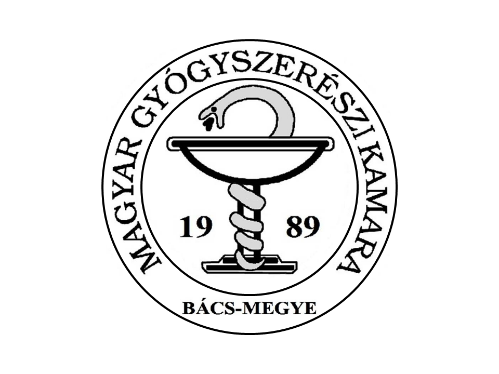 MAGYAR GYÓGYSZERÉSZI KAMARA
19 89
BÁCS-MEGYE